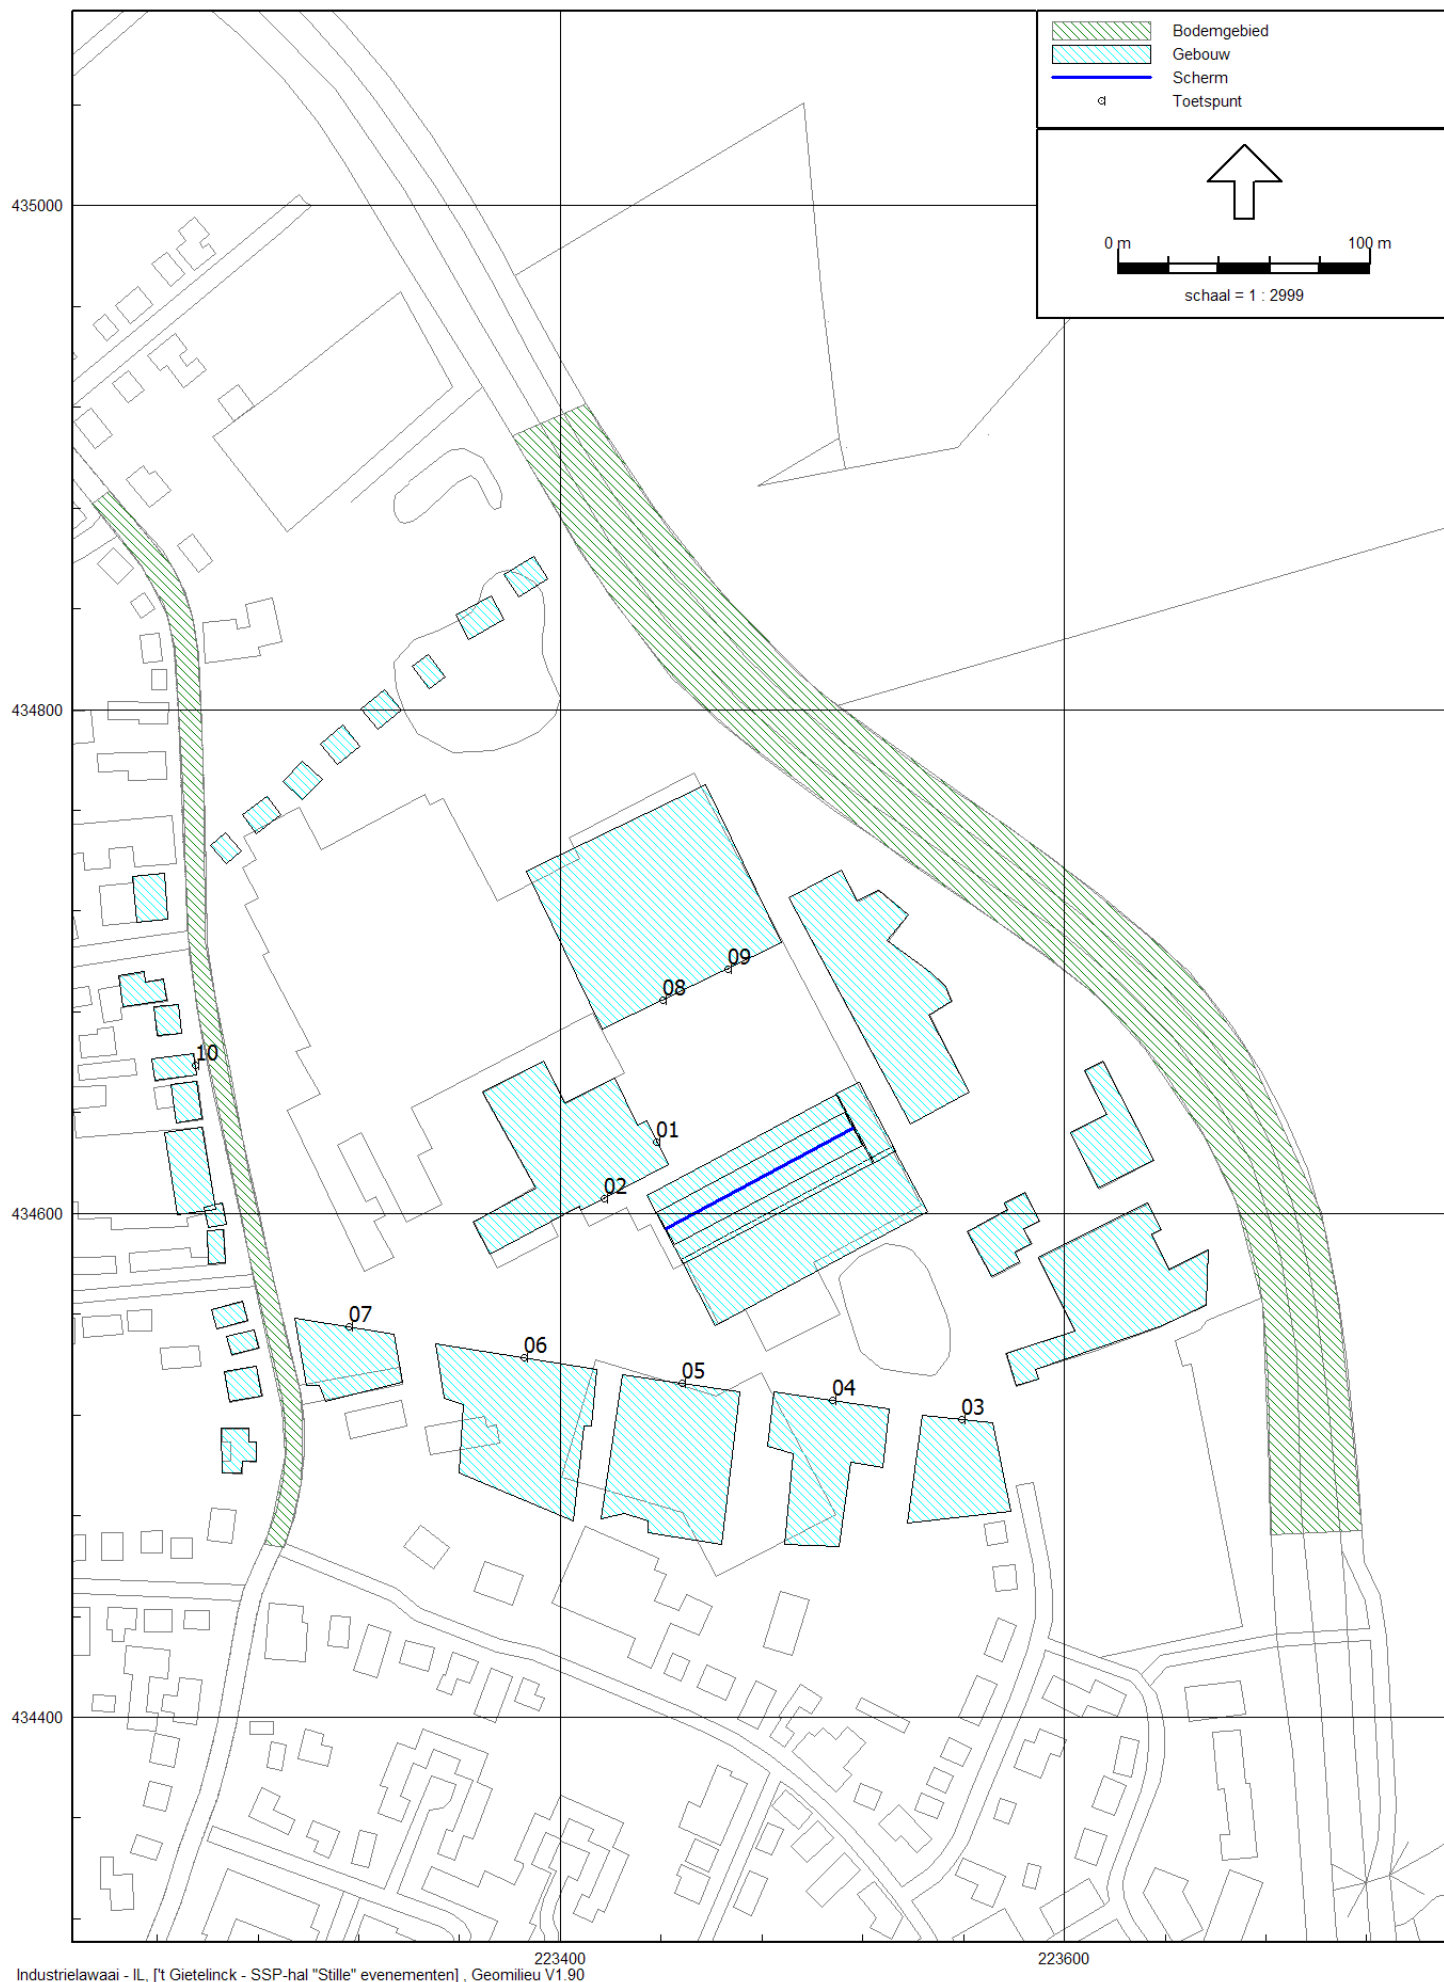 Bodemgebied
Gebouw
Scherm
Toetspunt
0 m 100 m
schaal = 1 : 2999
435000
434800
434600
434400
223400 223600
09
08
10
01
02
07
06
05
04
03
Industrielawaai - IL, ['t Gietelinck - SSP-hal "Stille" evenementen] , Geomilieu V1.90